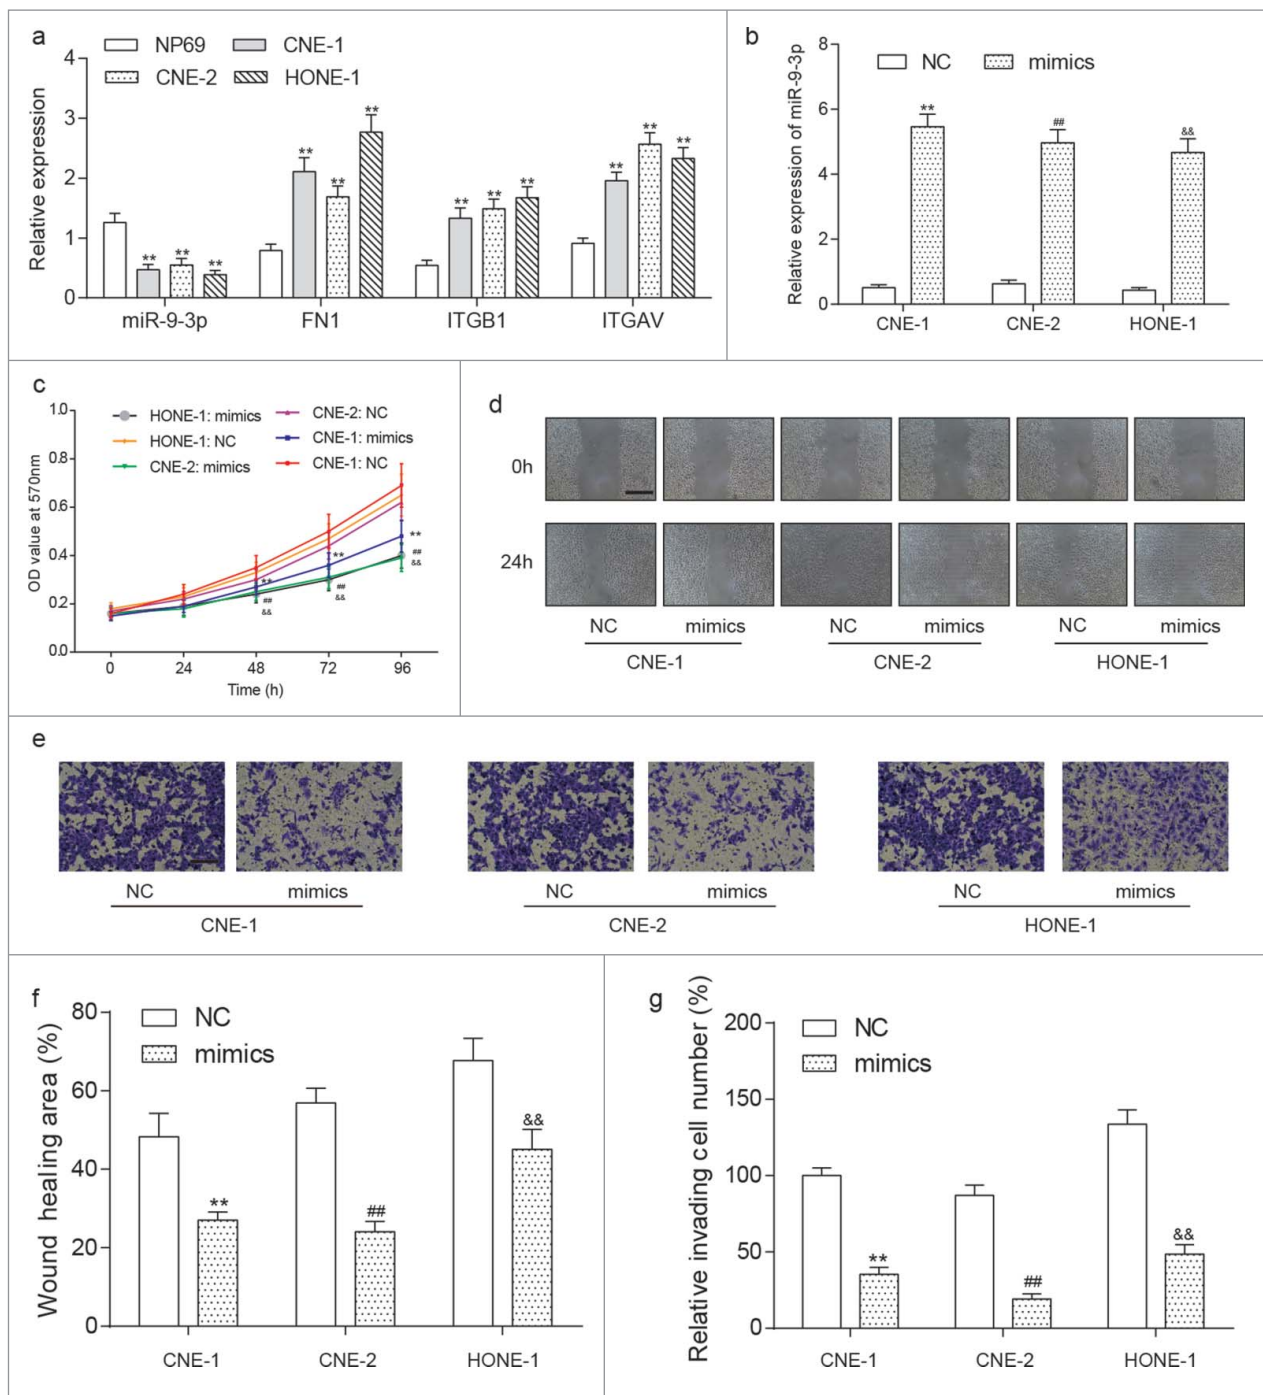 a
NP69 CNE-1
CNE-2 HONE-1
Relative expression
4
3
2
1
0
** ** **
** ** **
** ** **
** ** **
miR-9-3p FN1 ITGB1 ITGAV
b
NC mimics
Relative expression of miR-9-3p
8
6
4
2
0
** ## &&
CNE-1 CNE-2 HONE-1
c
HONE-1: mimics CNE-2: NC
HONE-1: NC CNE-1: mimics
CNE-2: mimics CNE-1: NC
OD value at 570nm
1.0
0.8
0.6
0.4
0.2
0.0
** ** **
## ## ##
&& && &&
0 24 48 72 96
Time (h)
d
0h
24h
NC mimics NC mimics NC mimics
CNE-1 CNE-2 HONE-1
e
NC mimics NC mimics NC mimics
CNE-1 CNE-2 HONE-1
f
NC
mimics
Wound healing area (%)
80
60
40
20
0
** ## &&
CNE-1 CNE-2 HONE-1
g
NC
mimics
Relative invading cell number (%)
200
150
100
50
0
** ## &&
CNE-1 CNE-2 HONE-1